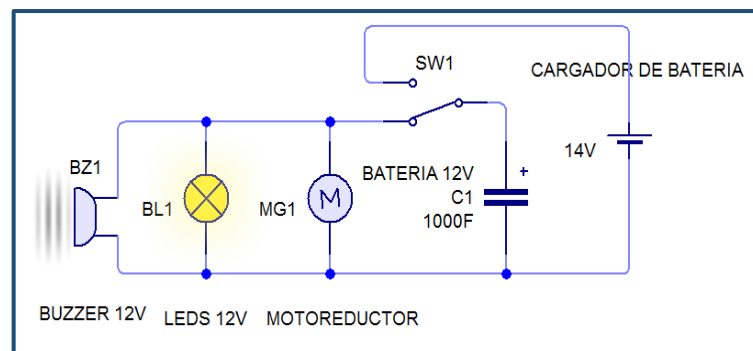 SW1
CARGADOR DE BATERIA
BZ1
BATERIA 12V
14V
BL1
MG1
C1
1000F
+
M
BUZZER 12V
LEDS 12V
MOTOREDUCTOR